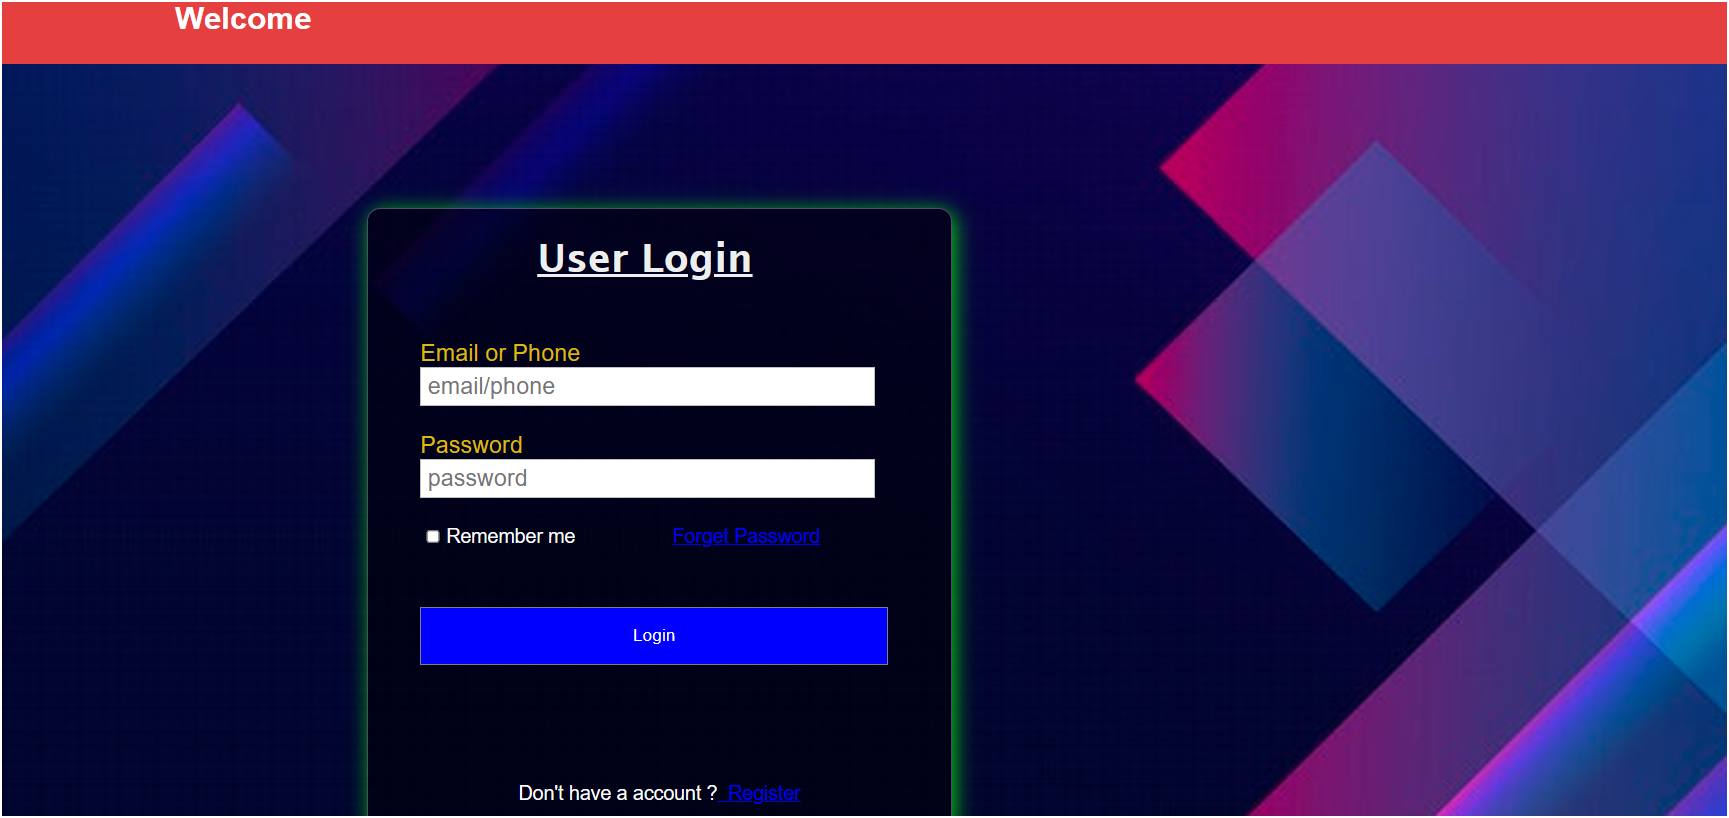 Welcome
User Login
Email or Phone
email/phone
Password
password
Remember me Forget Password
Login
Don't have a account ? Register